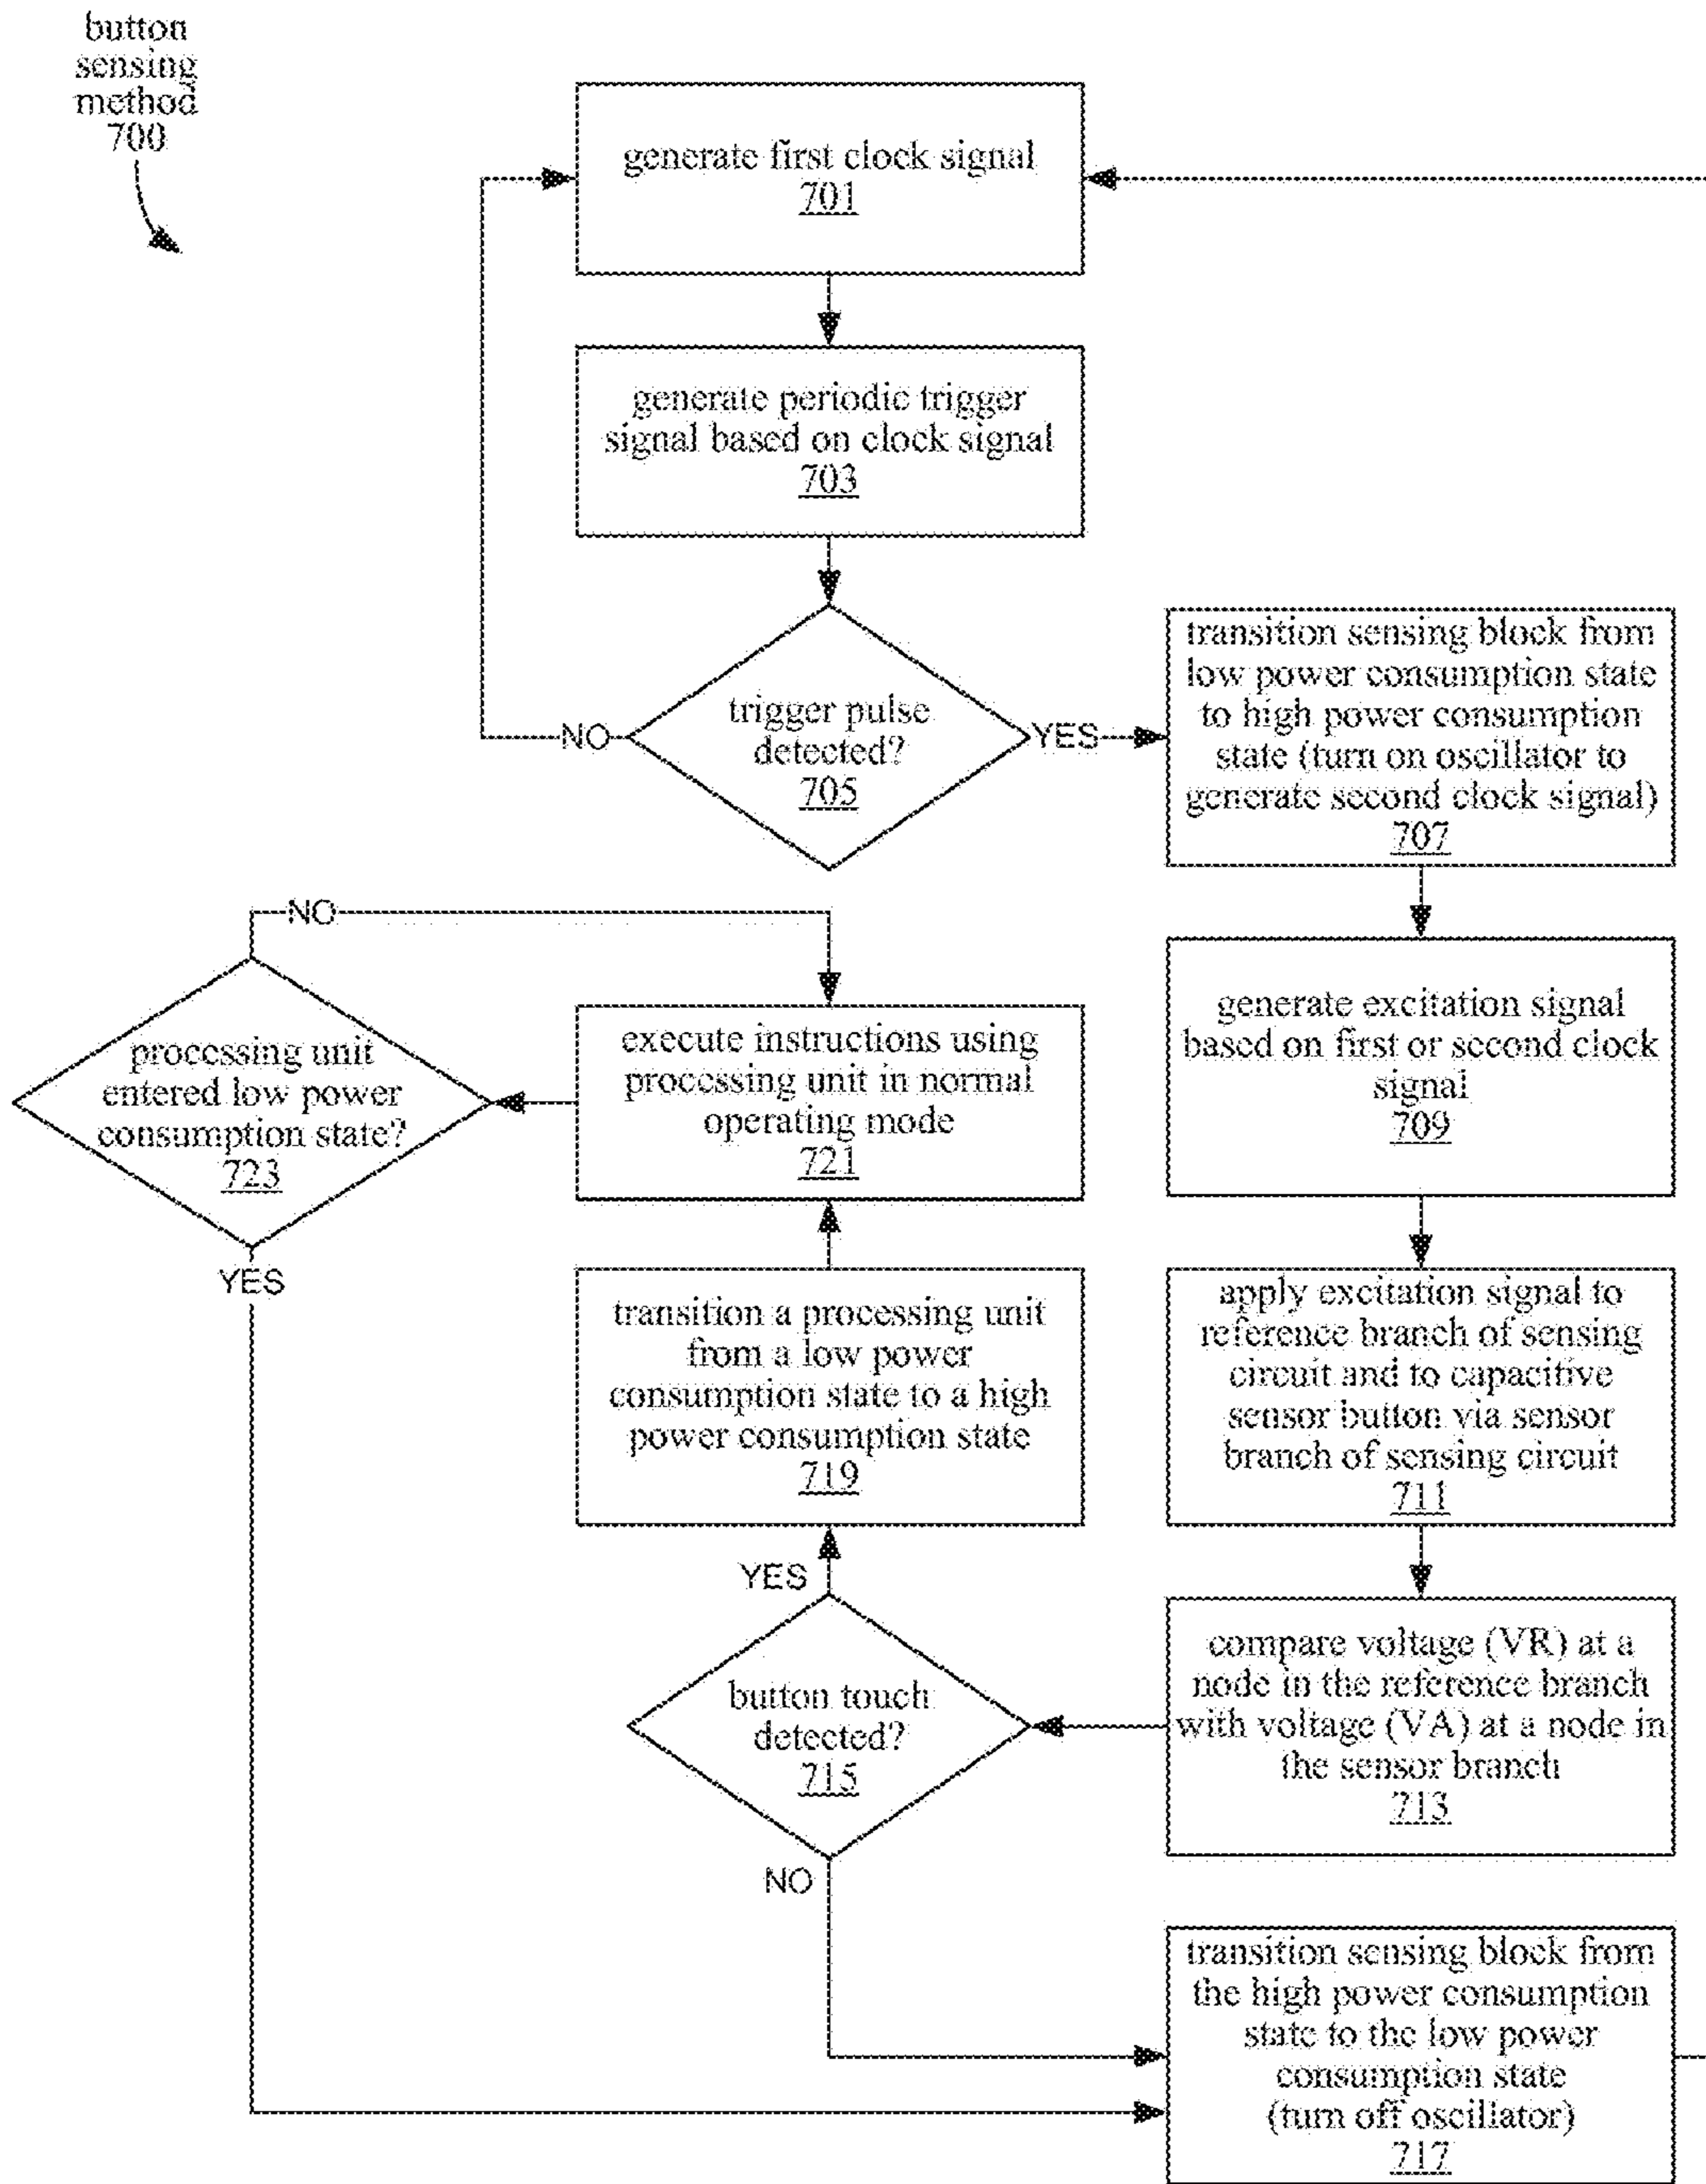 button
sensing
method
700
generate first clock signal
701
generate periodic trigger
signal based on clock signal
703
trigger pulse
detected?
705
NO
YES
transition sensing block from
low power consumption state
to high power consumption
state (turn on oscillator to
generate second clock signal)
707
generate excitation signal
based on first or second clock
signal
709
apply excitation signal to
reference branch of sensing
circuit and to capacitive
sensor button via sensor
branch of sensing circuit
711
compare voltage (VR) at a
node in the reference branch
with voltage (VA) at a node in
the sensor branch
713
button touch
detected?
715
YES
NO
transition a processing unit
from a low power
consumption state to a high
power consumption state
719
execute instructions using
processing unit in normal
operating mode
721
processing unit
entered low power
consumption state?
723
NO
YES
transition sensing block from
the high power consumption
state to the low power
consumption state
(turn off oscillator)
717